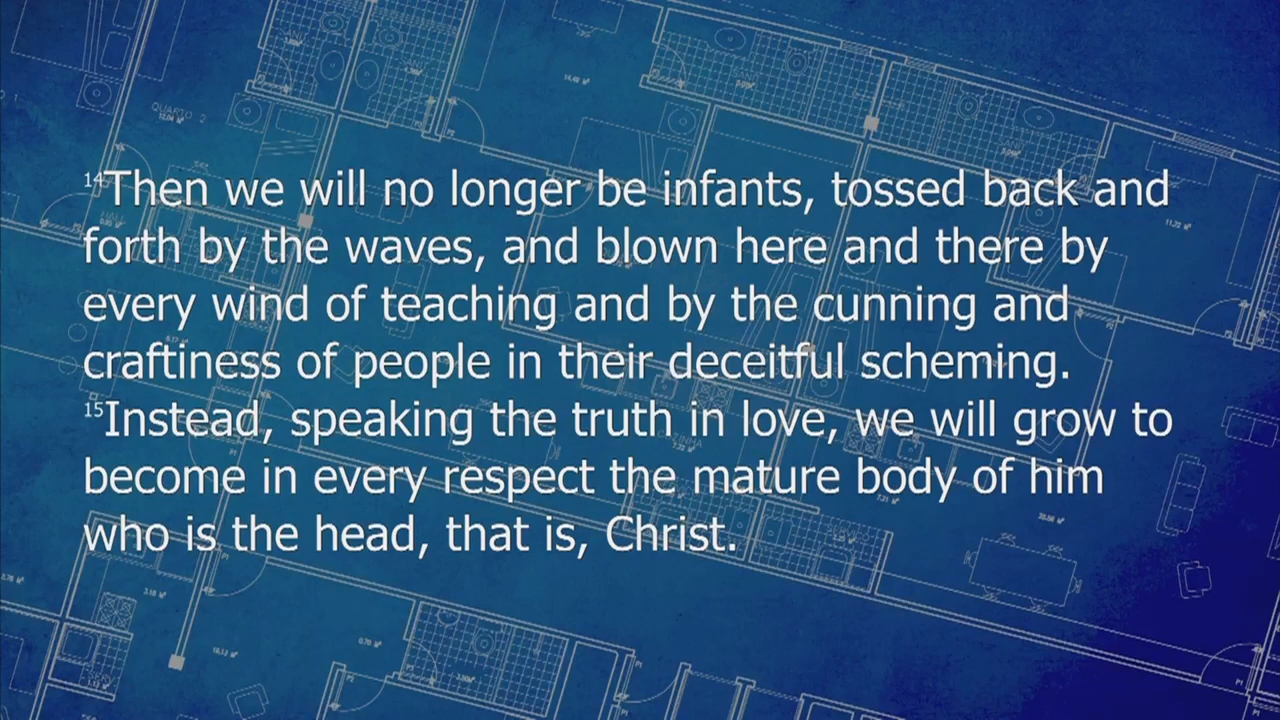 ¹⁴Then we will no longer be infants, tossed back and
forth by the waves, and blown here and there by
every wind of teaching and by the cunning and
craftiness of people in their deceitful scheming.
¹⁵Instead, speaking the truth in love, we will grow to
become in every respect the mature body of him
who is the head, that is, Christ.